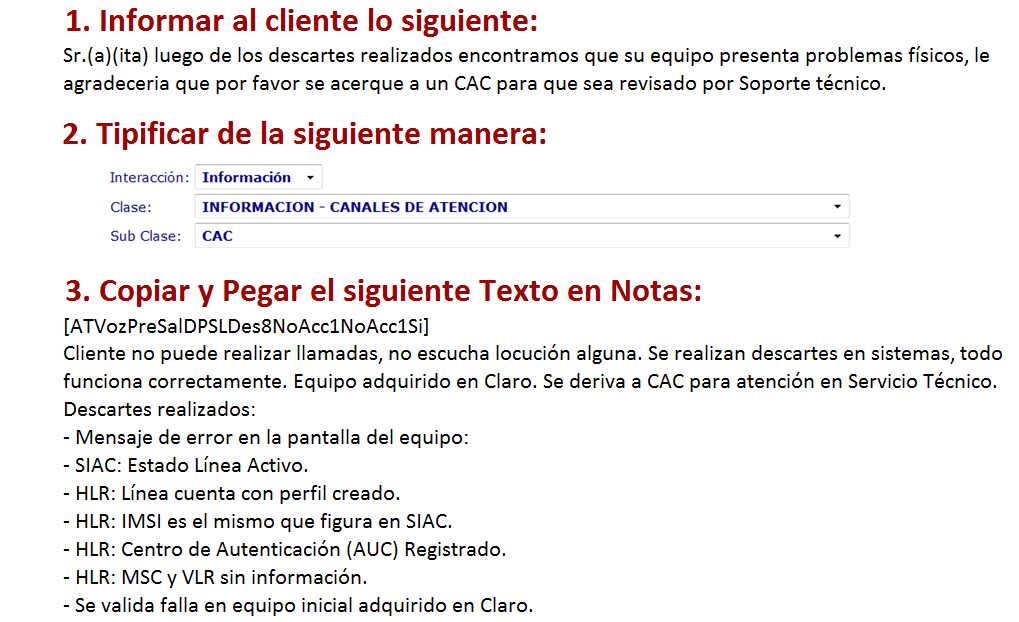 1. Informar al cliente lo siguiente:
Sr.(a)(ita) luego de los descartes realizados encontramos que su equipo presenta problemas físicos, le
agradeceria que por favor se acerque a un CAC para que sea revisado por Soporte técnico.
2. Tipificar de la siguiente manera:
Interacción: Información
Clase: INFORMACION - CANALES DE ATENCION
Sub Clase: CAC
3. Copiar y Pegar el siguiente Texto en Notas:
[ATVozPreSalDPSLDes8NoAcc1NoAcc1Si]
Cliente no puede realizar llamadas, no escucha locución alguna. Se realizan descartes en sistemas, todo
funciona correctamente. Equipo adquirido en Claro. Se deriva a CAC para atención en Servicio Técnico.
Descartes realizados:
- Mensaje de error en la pantalla del equipo:
- SIAC: Estado Línea Activo.
- HLR: Línea cuenta con perfil creado.
- HLR: IMSI es el mismo que figura en SIAC.
- HLR: Centro de Autenticación (AUC) Registrado.
- HLR: MSC y VLR sin información.
- Se valida falla en equipo inicial adquirido en Claro.